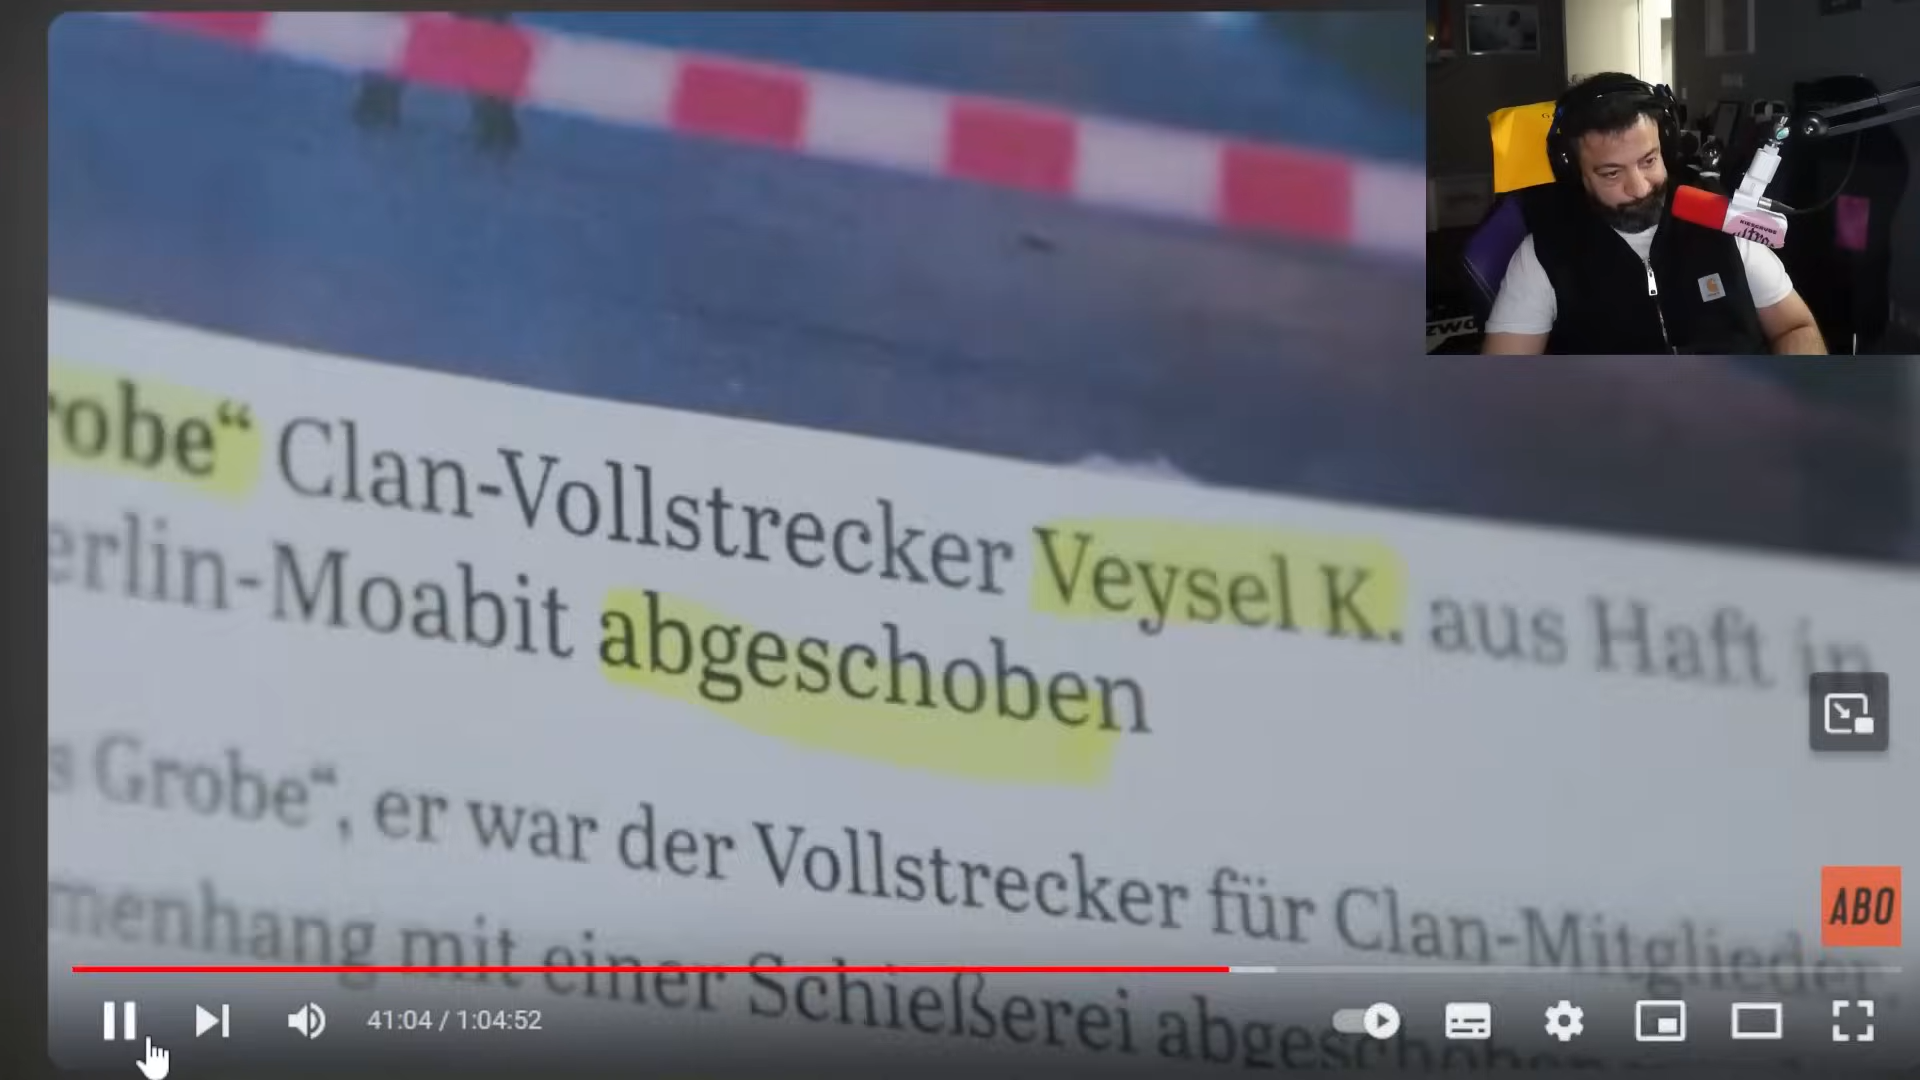 robe“ Clan-Vollstrecker Veysel K. aus Haft in
erlin-Moabit abgeschoben
s Grobe“, er war der Vollstrecker für Clan-Mitglieder,
menhang mit einer Schießerei abgeschoben
ABO
41:04 / 1:04:52